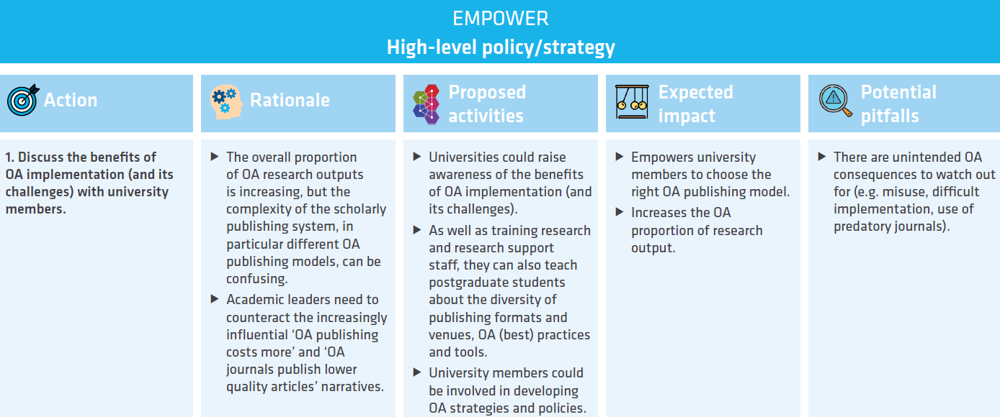 EMPOWER
High-level policy/strategy
Action
Rationale
Proposed
activities
Expected
impact
Potential
pitfalls
1. Discuss the benefits of
OA implementation (and its
challenges) with university
members.
▶ The overall proportion
of OA research outputs
is increasing, but the
complexity of the scholarly
publishing system, in
particular different OA
publishing models, can be
confusing.
▶ Academic leaders need to
counteract the increasingly
influential ‘OA publishing
costs more’ and ‘OA
journals publish lower
quality articles’ narratives.
▶ Universities could raise
awareness of the benefits
of OA implementation (and
its challenges).
▶ As well as training research
and research support
staff, they can also teach
postgraduate students
about the diversity of
publishing formats and
venues, OA (best) practices
and tools.
▶ University members could
be involved in developing
OA strategies and policies.
▶ Empowers university
members to choose the
right OA publishing model.
▶ Increases the OA
proportion of research
output.
▶ There are unintended OA
consequences to watch out
for (e.g. misuse, difficult
implementation, use of
predatory journals).